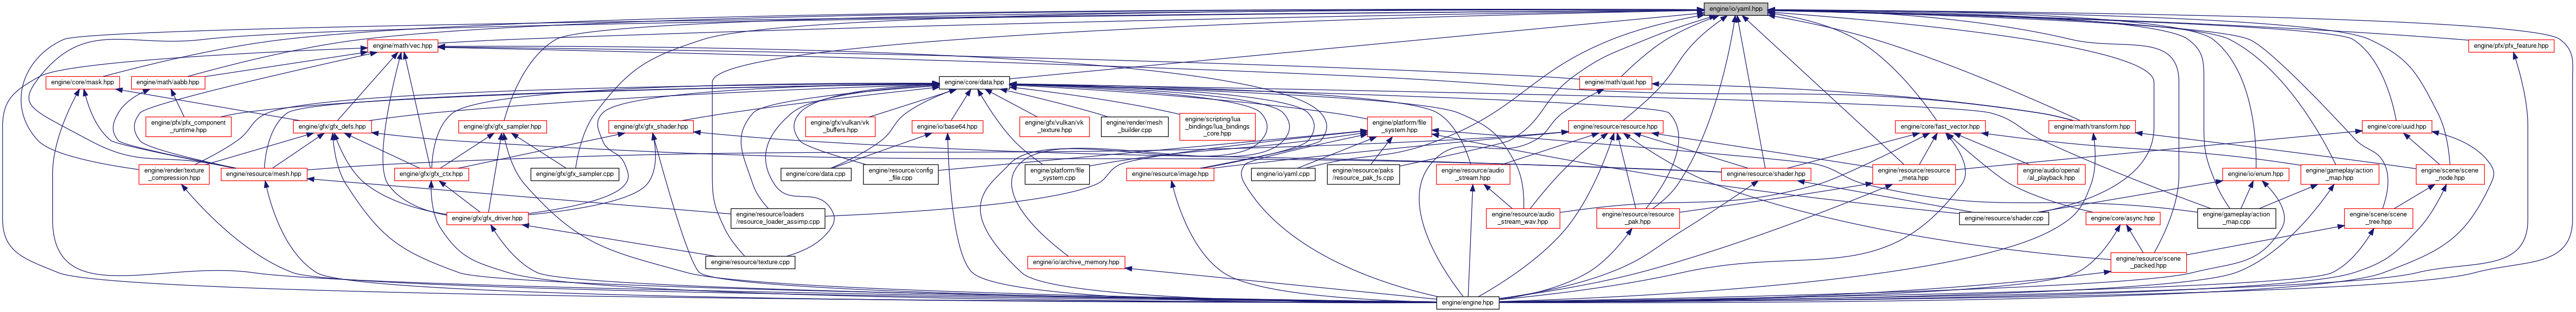 engine/io/yaml.hpp
engine/math/vec.hpp
engine/pfx/pfx_feature.hpp
engine/core/mask.hpp
engine/math/aabb.hpp
engine/core/data.hpp
engine/math/quat.hpp
engine/pfx/pfx_component
_runtime.hpp
engine/gfx/gfx_defs.hpp
engine/gfx/gfx_sampler.hpp
engine/gfx/gfx_shader.hpp
engine/gfx/vulkan/vk
_buffers.hpp
engine/io/base64.hpp
engine/gfx/vulkan/vk
_texture.hpp
engine/render/mesh
_builder.cpp
engine/scripting/lua
_bindings/lua_bindings
_core.hpp
engine/platform/file
_system.hpp
engine/resource/resource.hpp
engine/core/fast_vector.hpp
engine/math/transform.hpp
engine/core/uuid.hpp
engine/render/texture
_compression.hpp
engine/resource/mesh.hpp
engine/gfx/gfx_ctx.hpp
engine/gfx/gfx_sampler.cpp
engine/core/data.cpp
engine/resource/config
_file.cpp
engine/platform/file
_system.cpp
engine/resource/image.hpp
engine/io/yaml.cpp
engine/resource/paks
/resource_pak_fs.cpp
engine/resource/audio
_stream.hpp
engine/resource/shader.hpp
engine/resource/resource
_meta.hpp
engine/audio/openal
/al_playback.hpp
engine/io/enum.hpp
engine/gameplay/action
_map.hpp
engine/scene/scene
_node.hpp
engine/gfx/gfx_driver.hpp
engine/resource/loaders
/resource_loader_assimp.cpp
engine/resource/audio
_stream_wav.hpp
engine/resource/resource
_pak.hpp
engine/resource/shader.cpp
engine/core/async.hpp
engine/gameplay/action
_map.cpp
engine/scene/scene
_tree.hpp
engine/resource/texture.cpp
engine/io/archive_memory.hpp
engine/resource/scene
_packed.hpp
engine/engine.hpp